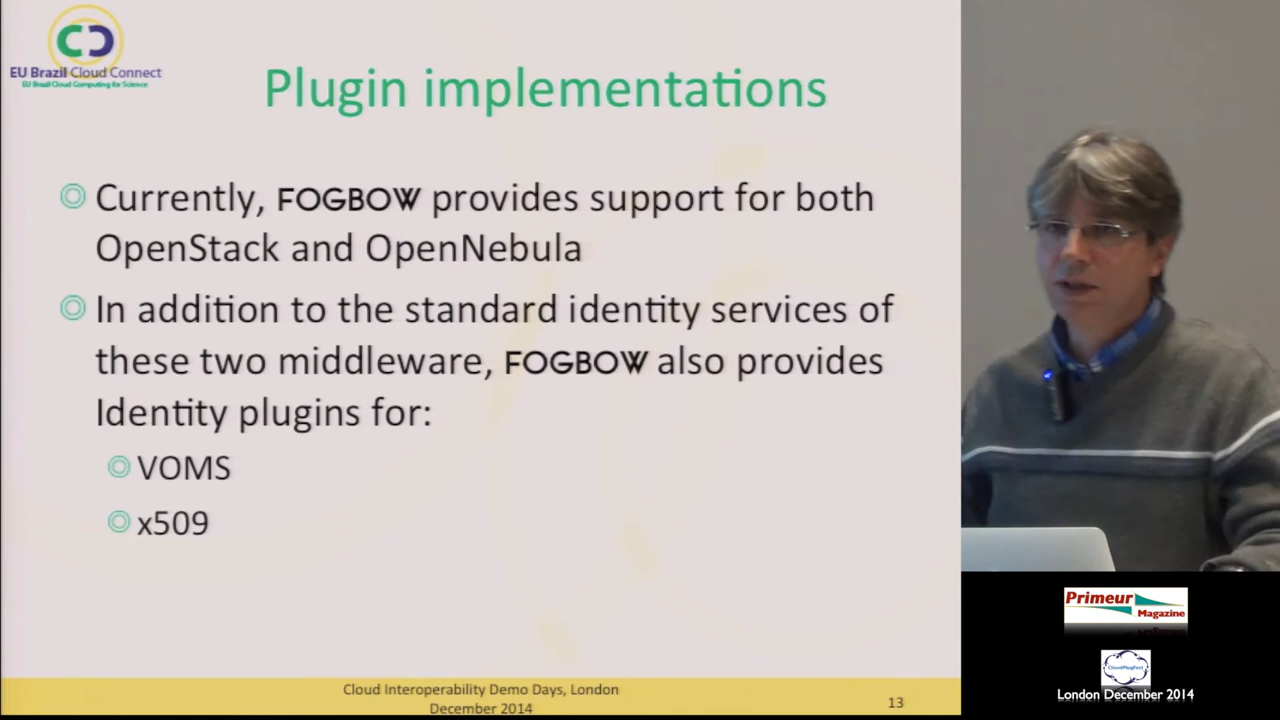 EU Brazil Cloud Connect
EU Brazil Cloud Computing for Science
Plugin implementations
Currently, FOGBOW provides support for both
OpenStack and OpenNebula
In addition to the standard identity services of
these two middleware, FOGBOW also provides
Identity plugins for:
VOMS
x509
Cloud Interoperability Demo Days, London
December 2014
13
Primeur
Magazine
CloudPlugFest
London December 2014